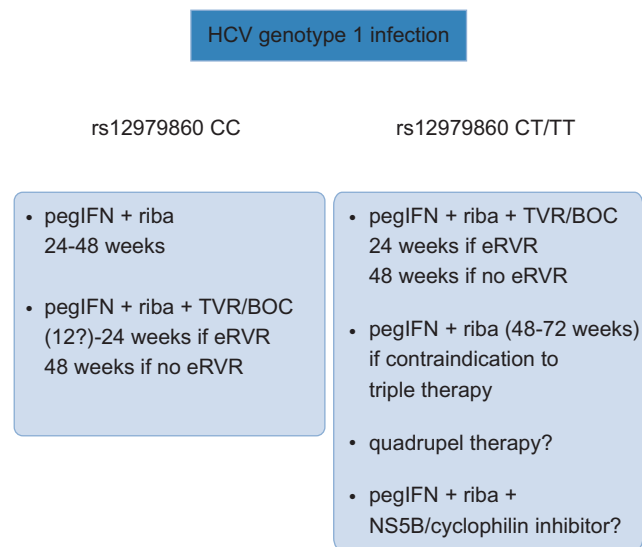 HCV genotype 1 infection
rs12979860 CC
• pegIFN + riba
24-48 weeks
• pegIFN + riba + TVR/BOC
(12?)-24 weeks if eRVR
48 weeks if no eRVR
rs12979860 CT/TT
• pegIFN + riba + TVR/BOC
24 weeks if eRVR
48 weeks if no eRVR
• pegIFN + riba (48-72 weeks)
if contraindication to
triple therapy
• quadrupel therapy?
• pegIFN + riba +
NS5B/cyclophilin inhibitor?